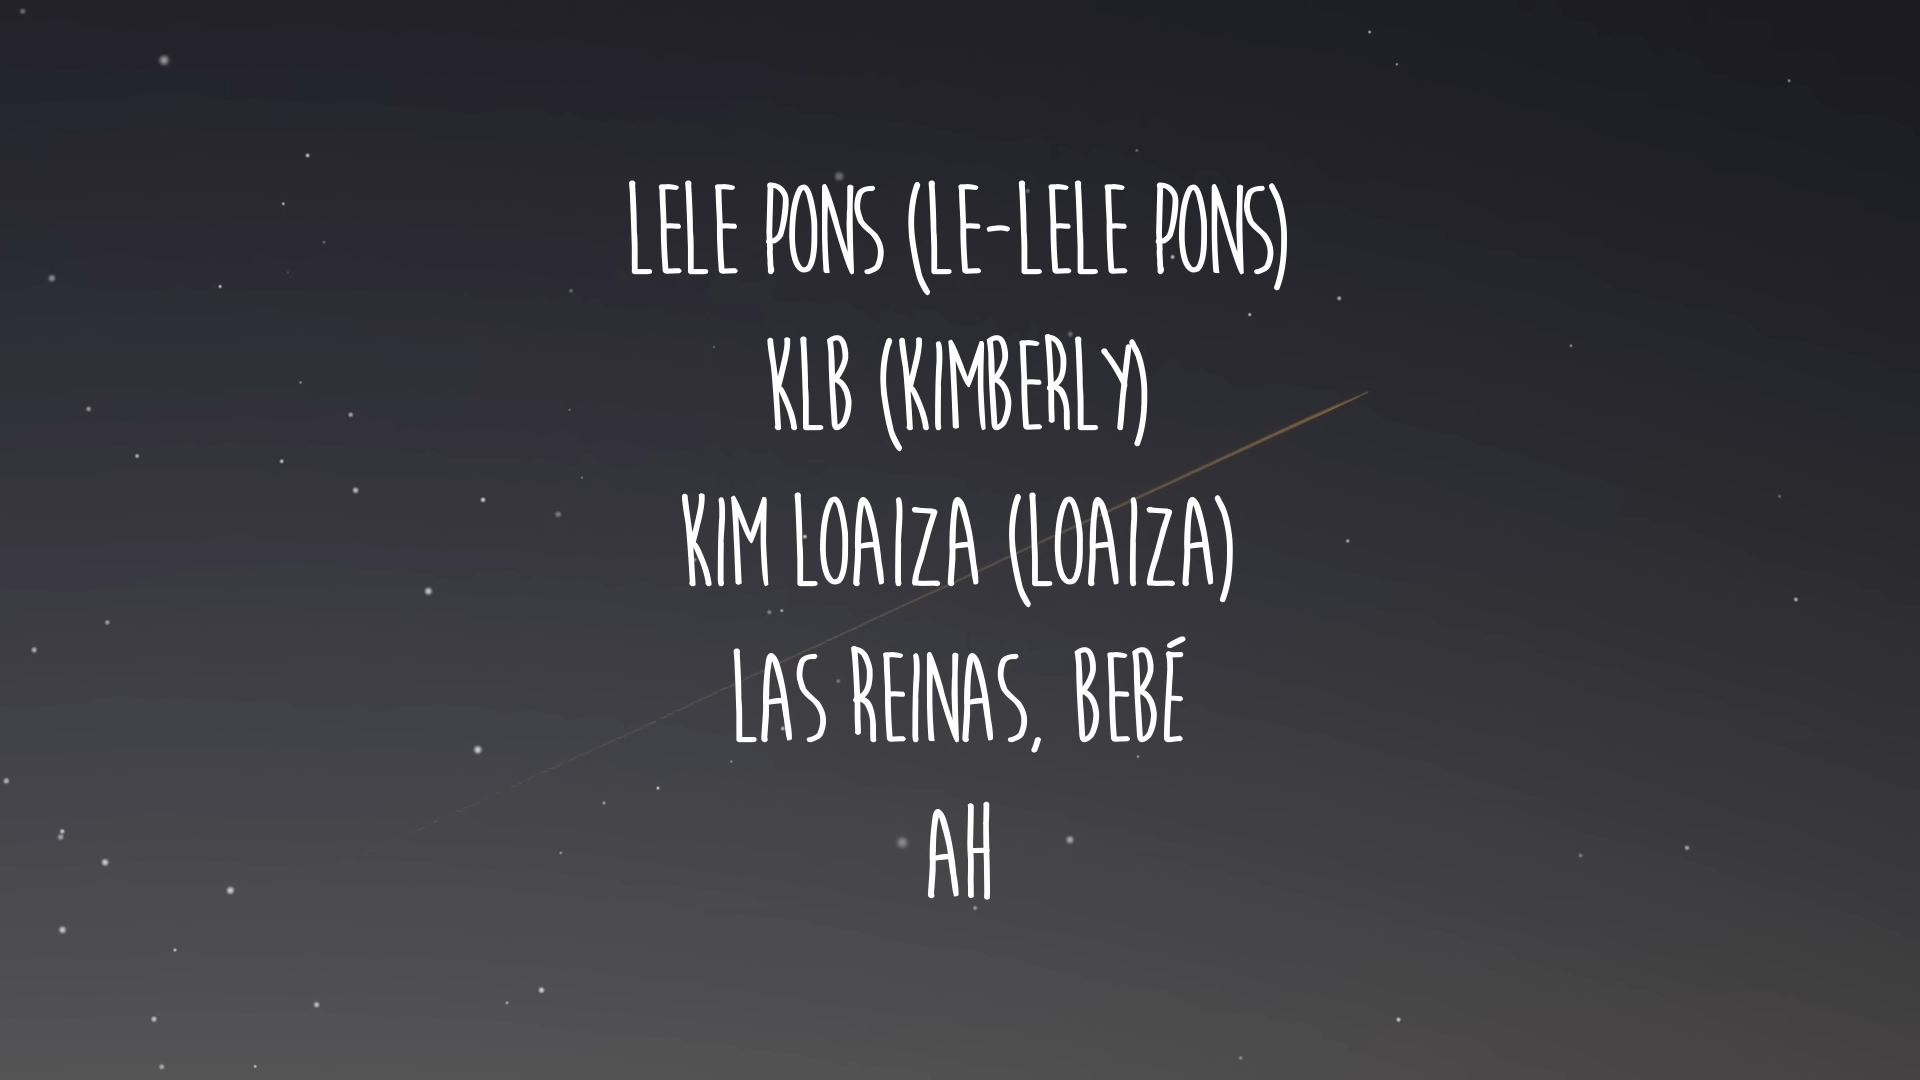 LELE PONS (LE-LELE PONS)
KLB (KIMBERLY)
KIM LOAIZA (LOAIZA)
LAS REINAS, BEBÉ
AH